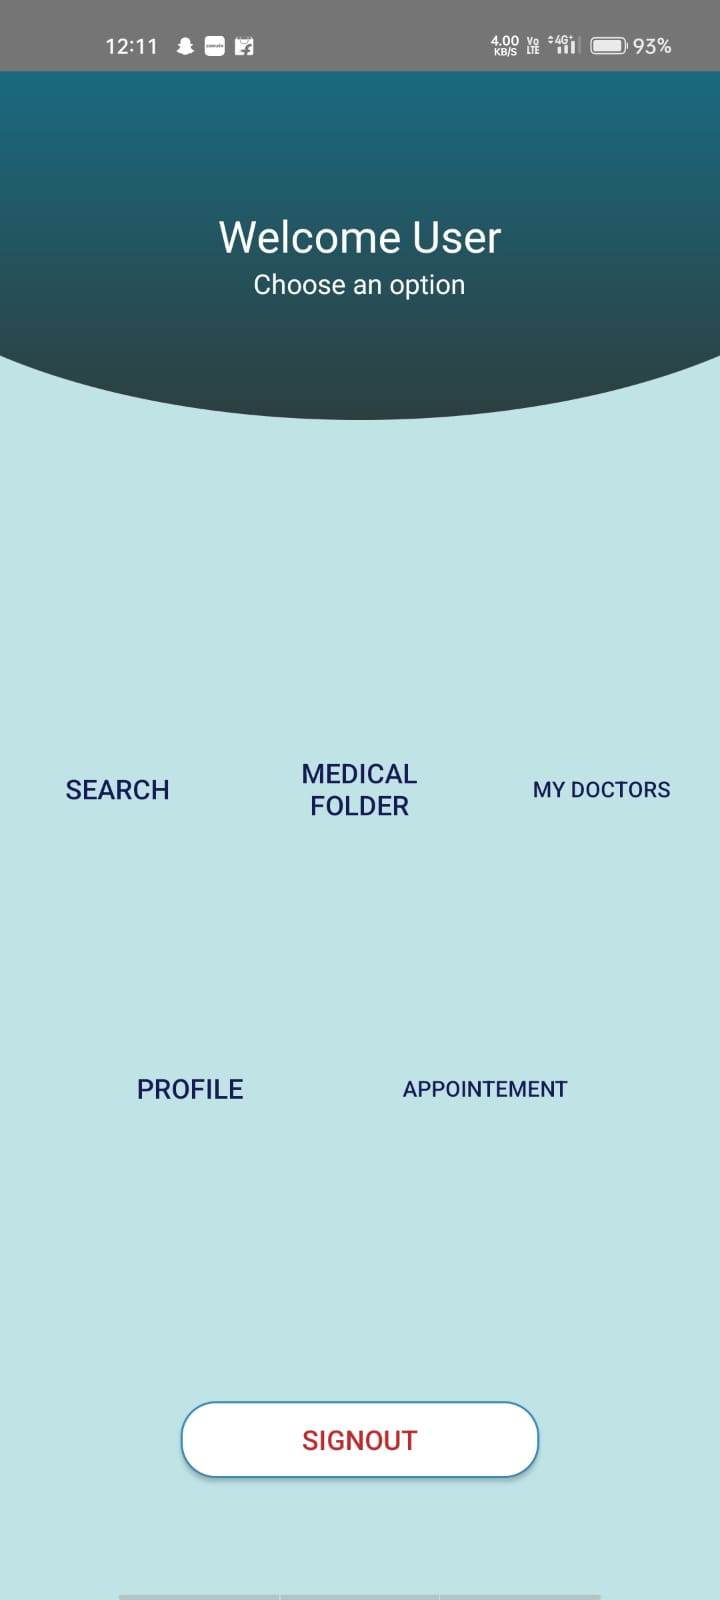 12:11
4.00 KB/S Vo LTE 4G+ 93%
Welcome User
Choose an option
SEARCH
MEDICAL
FOLDER
MY DOCTORS
PROFILE
APPOINTEMENT
SIGNOUT